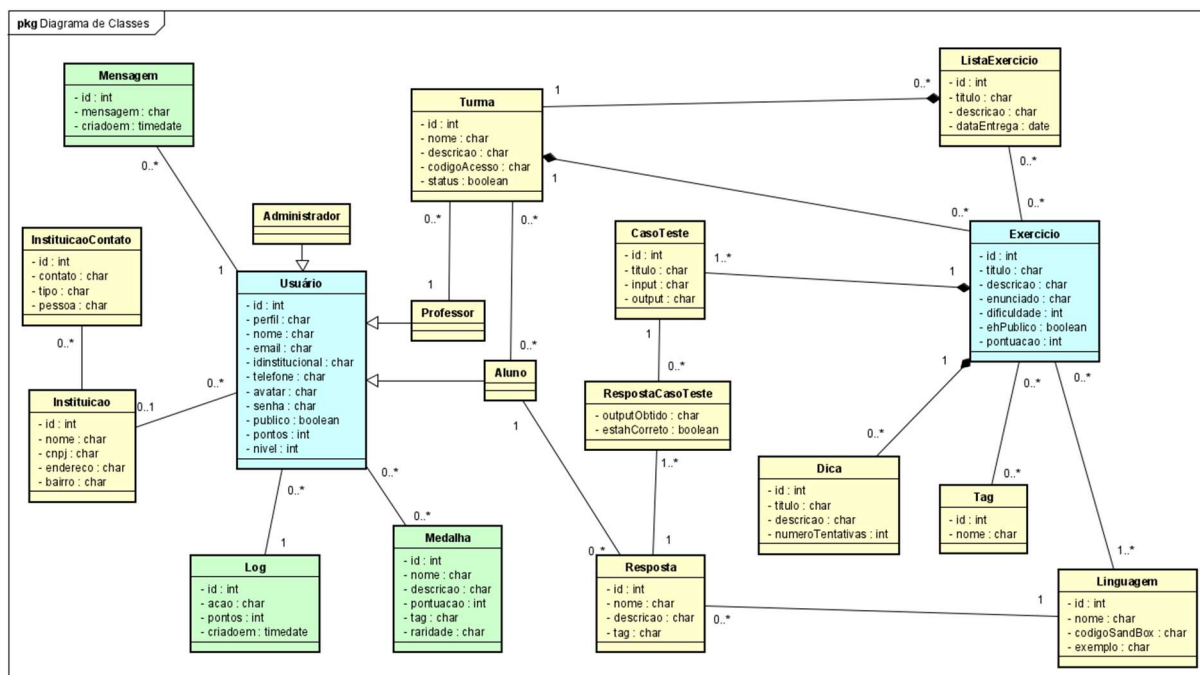 pkg Diagrama de Classes
Mensagem
- id : int
- mensagem : char
- criadoem : timedate
0..*
1
Turma
- id : int
- nome : char
- descricao : char
- codigoAcesso : char
- status : boolean
1
0..*
1
0..*
0..*
0..*
1
0..*
ListaExercicio
- id : int
- titulo : char
- descricao : char
- dataEntrega : date
0..*
0..*
Administrador
InstituicaoContato
- id : int
- contato : char
- tipo : char
- pessoa : char
0..*
Usuário
- id : int
- perfil : char
- nome : char
- email : char
- idinstitucional : char
- telefone : char
- avatar : char
- senha : char
- publico : boolean
- pontos : int
- nivel : int
0..*
0..1
Professor
Aluno
1
CasoTeste
- id : int
- titulo : char
- input : char
- output : char
1..*
1
1
0..*
Exercicio
- id : int
- titulo : char
- descricao : char
- enunciado : char
- dificuldade : int
- ehPublico : boolean
- pontuacao : int
1
0..*
0..*
0..*
Instituicao
- id : int
- nome : char
- cnpj : char
- endereco : char
- bairro : char
RespostaCasoTeste
- outputObtido : char
- estahCorreto : boolean
1..*
1
Dica
- id : int
- titulo : char
- descricao : char
- numeroTentativas : int
0..*
Tag
- id : int
- nome : char
0..*
1
0..*
0..*
Log
- id : int
- acao : char
- pontos : int
- criadoem : timedate
Medalha
- id : int
- nome : char
- descricao : char
- pontuacao : int
- tag : char
- raridade : char
0..*
Resposta
- id : int
- nome : char
- descricao : char
- tag : char
0..*
1
1..*
Linguagem
- id : int
- nome : char
- codigoSandBox : char
- exemplo : char